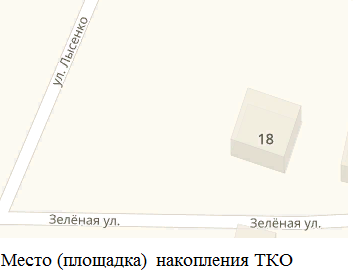 ул. Лысенко
18
Зелёная ул.
Зелёная ул.
Место (площадка) накопления ТКО